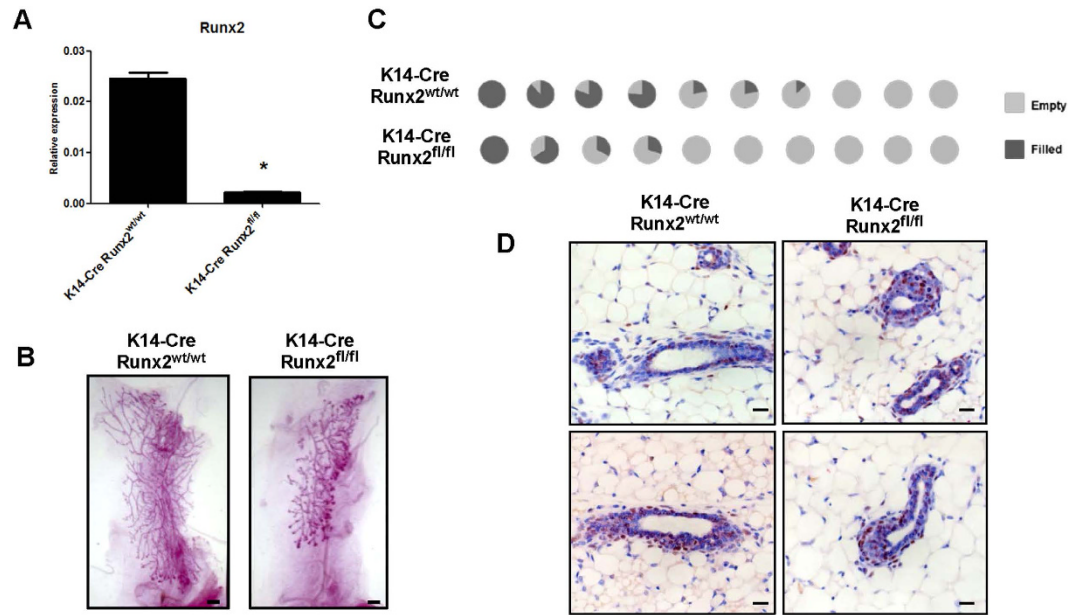 A
Runx2
0.03
0.02
0.01
0.00
Relative expression
K14-Cre Runx2wt/wt
K14-Cre Runx2fl/fl
*
B
K14-Cre
Runx2wt/wt
K14-Cre
Runx2fl/fl
C
K14-Cre
Runx2wt/wt
K14-Cre
Runx2fl/fl
Empty
Filled
D
K14-Cre
Runx2wt/wt
K14-Cre
Runx2fl/fl